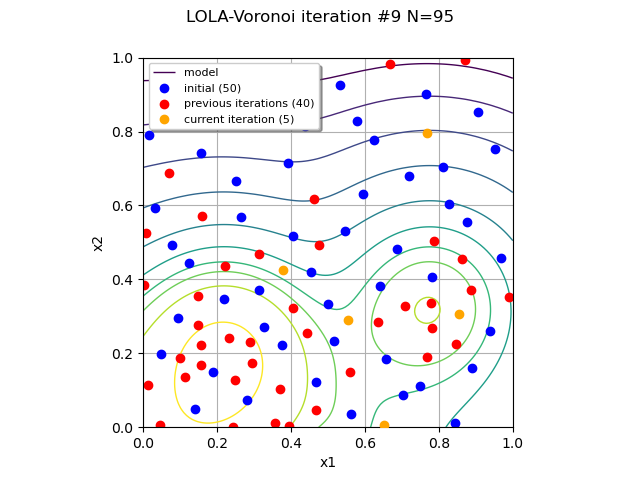 LOLA-Voronoi iteration #9 N=95
model
initial (50)
previous iterations (40)
current iteration (5)
1.0
0.8
0.6
0.4
0.2
0.0
x2
0.0 0.2 0.4 0.6 0.8 1.0
x1